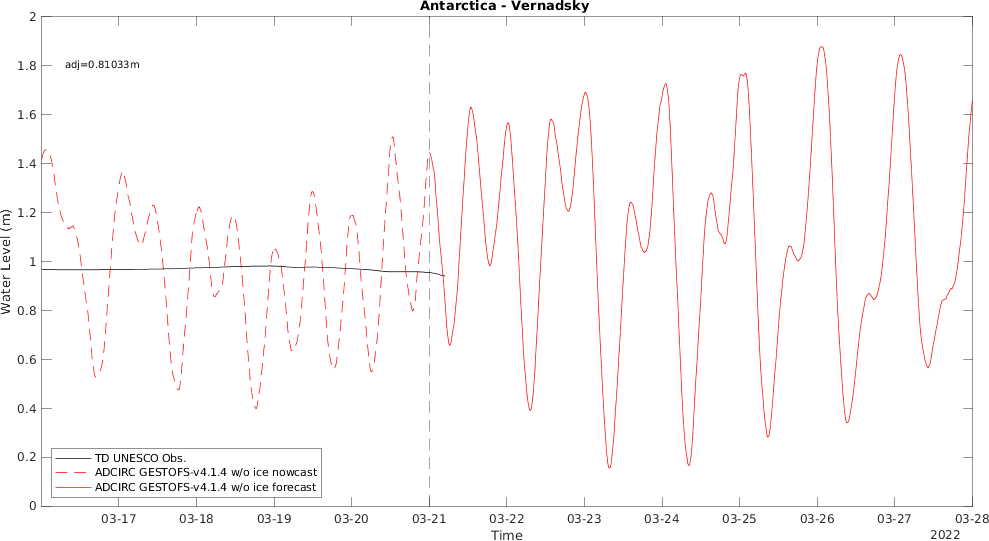 Antarctica - Vernadsky
2
1.8
1.6
1.4
1.2
1
0.8
0.6
0.4
0.2
0
Water Level (m)
adj=0.81033m
TD UNESCO Obs.
ADCIRC GESTOFS-v4.1.4 w/o ice nowcast
ADCIRC GESTOFS-v4.1.4 w/o ice forecast
03-17 03-18 03-19 03-20 03-21 03-22 03-23 03-24 03-25 03-26 03-27 03-28
Time
2022